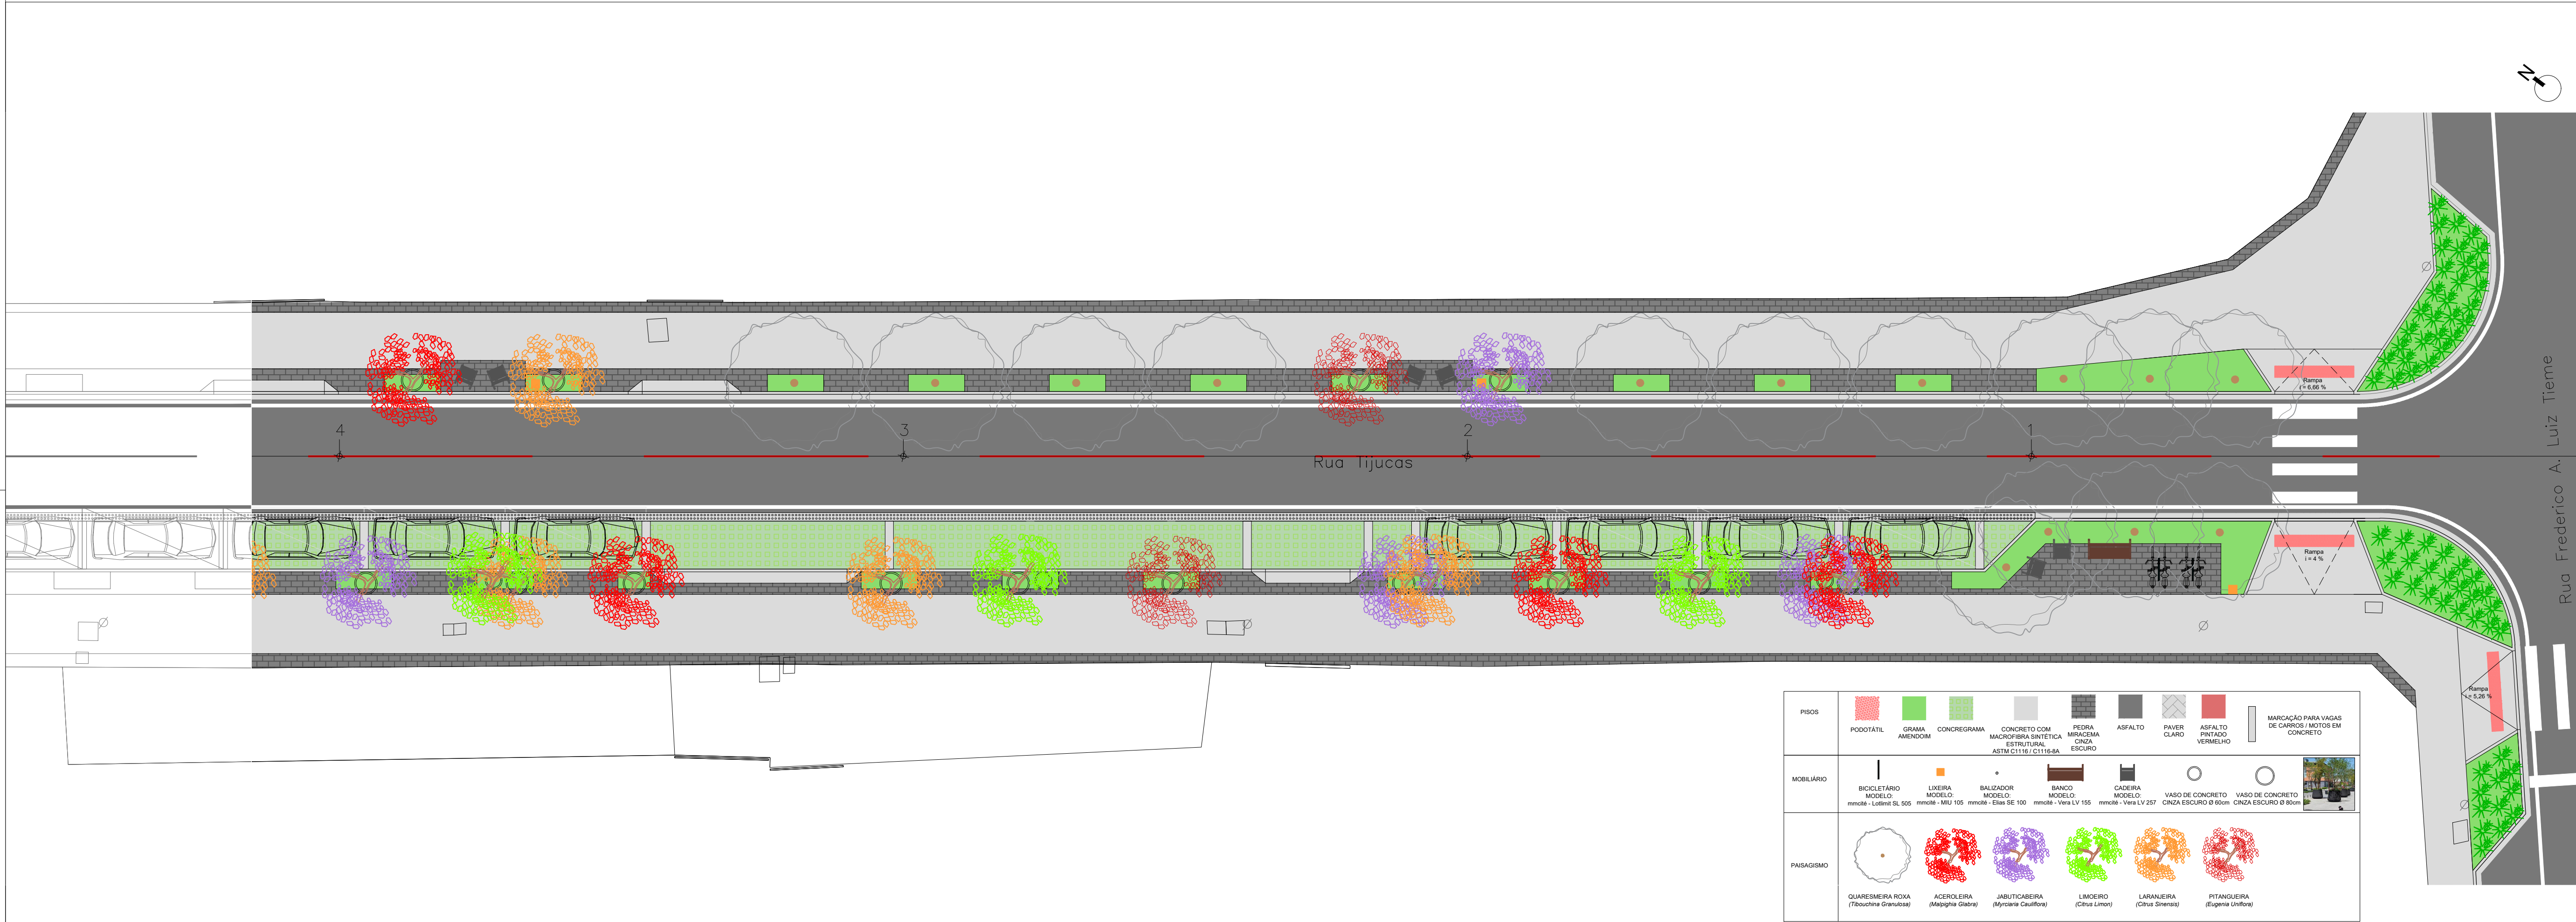 N
Rua Frederico A. Luiz Tieme
Rampa
i = 6,66 %
4
3
2
1
Rua Tijucas
Rampa
i = 4 %
Rampa
i = 5,26 %
PISOS
PODOTÁTIL
GRAMA
AMENDOIM
CONCREGRAMA
CONCRETO COM
MACROFIBRA SINTÉTICA
ESTRUTURAL
ASTM C1116 / C1116-8A
PEDRA
MIRACEMA
CINZA
ESCURO
ASFALTO
PAVER
CLARO
ASFALTO
PINTADO
VERMELHO
MARCAÇÃO PARA VAGAS
DE CARROS / MOTOS EM
CONCRETO
MOBILIÁRIO
BICICLETÁRIO
MODELO:
mmcité - Lotlimit SL 505
LIXEIRA
MODELO:
mmcité - MIU 105
BALIZADOR
MODELO:
mmcité - Elias SE 100
BANCO
MODELO:
mmcité - Vera LV 155
CADEIRA
MODELO:
mmcité - Vera LV 257
VASO DE CONCRETO
CINZA ESCURO Ø 60cm
VASO DE CONCRETO
CINZA ESCURO Ø 80cm
PAISAGISMO
QUARESMEIRA ROXA
(Tibouchina Granulosa)
ACEROLEIRA
(Malpighia Glabra)
JABUTICABEIRA
(Myrciaria Cauliflora)
LIMOEIRO
(Citrus Limon)
LARANJEIRA
(Citrus Sinensis)
PITANGUEIRA
(Eugenia Uniflora)